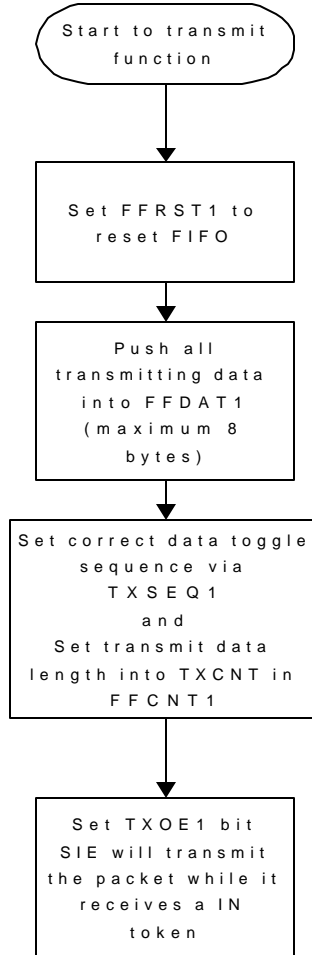 Start to transmit
function
Set FFRST1 to
reset FIFO
Push all
transmitting data
into FFDAT1
(maximum 8
bytes)
Set correct data toggle
sequence via
TXSEQ1
and
Set transmit data
length into TXCNT in
FFCNT1
Set TXOE1 bit
SIE will transmit
the packet while it
receives a IN
token